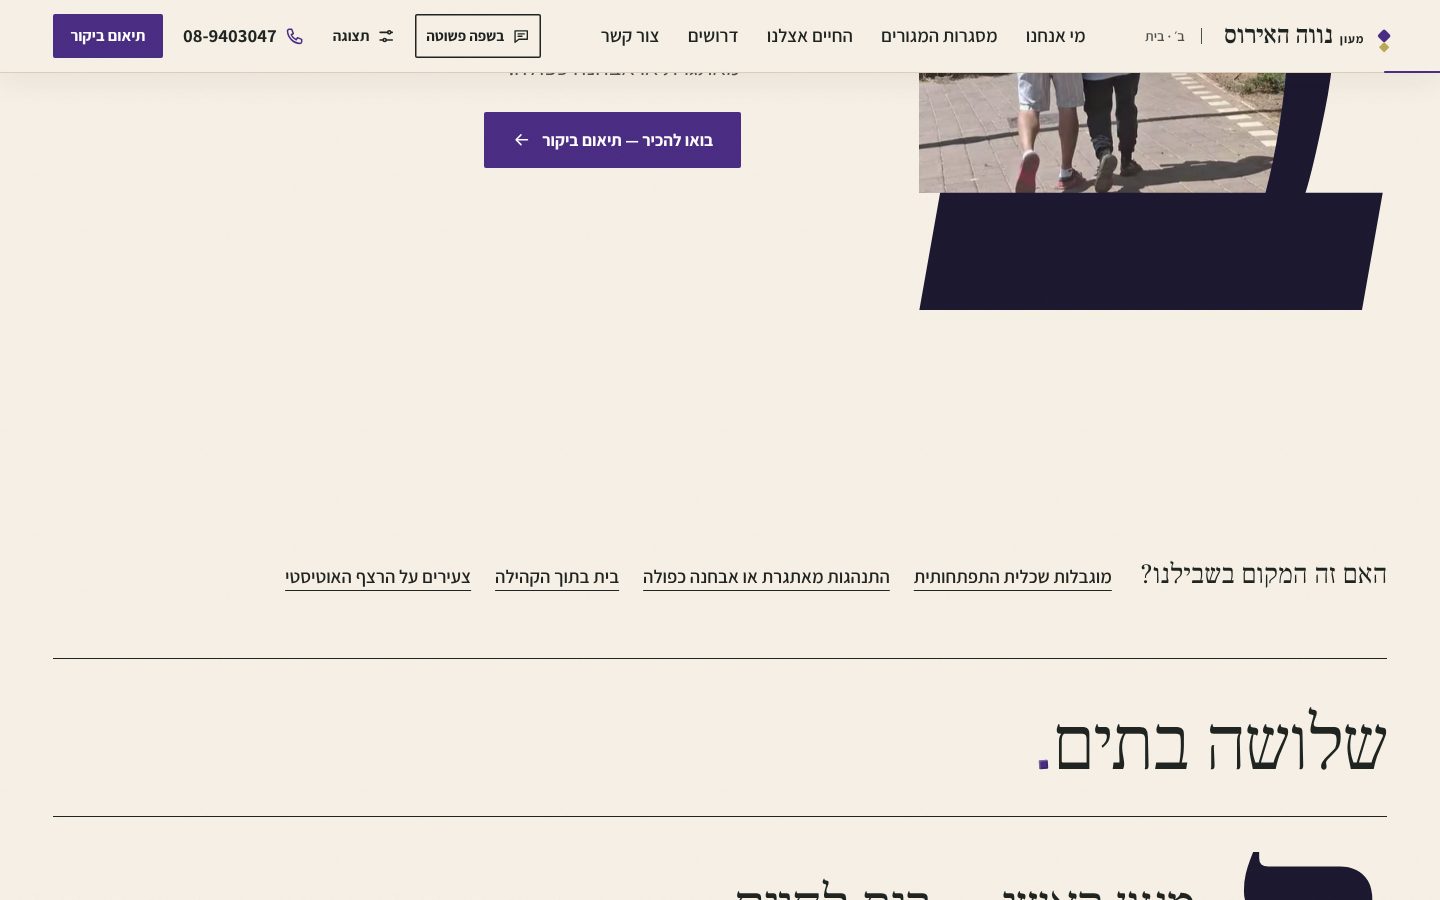 מעון נווה האירוס
ב׳ · בית
מי אנחנו
מסגרות המגורים
החיים אצלנו
דרושים
צור קשר
בשפה פשוטה
תצוגה
08-9403047
תיאום ביקור
בואו להכיר — תיאום ביקור ←
האם זה המקום בשבילנו?
מוגבלות שכלית התפתחותית
התנהגות מאתגרת או אבחנה כפולה
בית בתוך הקהילה
צעירים על הרצף האוטיסטי
שלושה בתים.